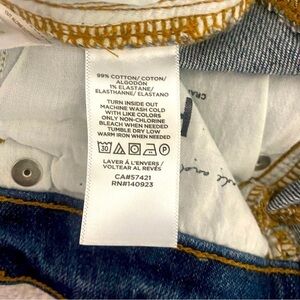 99% COTTON/ COTON/
ALGODON
1% ELASTANE/
ELASTHANNE/ ELASTANO
TURN INSIDE OUT
MACHINE WASH COLD
WITH LIKE COLORS
ONLY NON-CHLORINE
BLEACH WHEN NEEDED
TUMBLE DRY LOW
WARM IRON WHEN NEEDED
30
LAVER À L'ENVERS /
VOLTEAR AL REVÉS
CA#57421
RN#140923